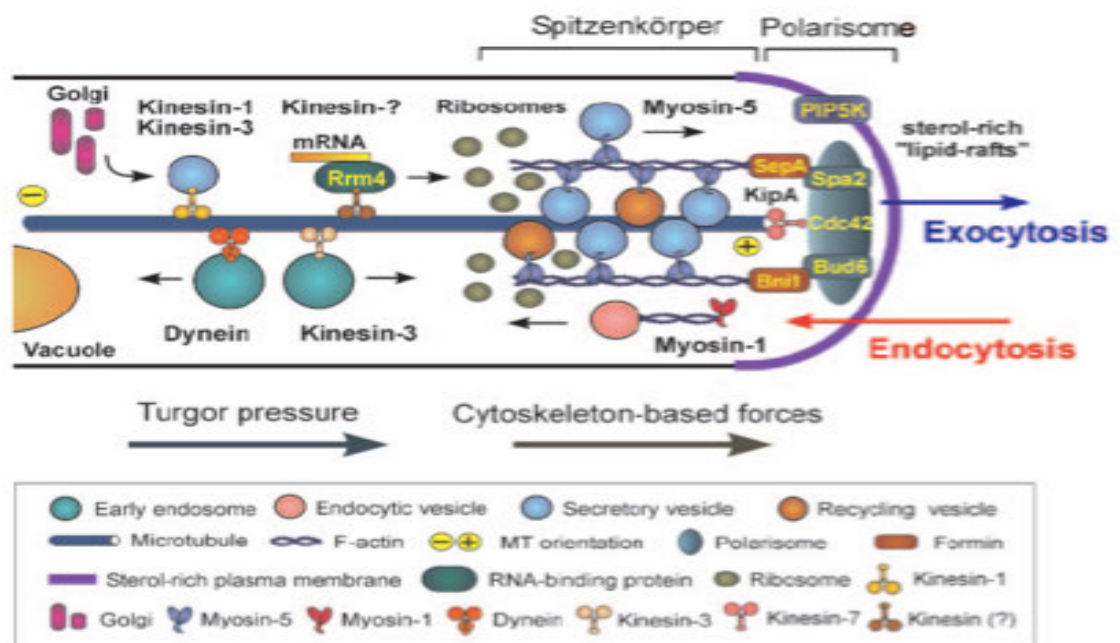 Spitzenkörper Polarisome
Golgi
Kinesin-1
Kinesin-3
Kinesin-?
mRNA
Rrm4
Ribosomes
Myosin-5
PIP5K
sterol-rich
"lipid-rafts"
SepA
Spa2
KipA
Cdc42
Exocytosis
Bni1
Bud6
Vacuole
Dynein
Kinesin-3
Myosin-1
Endocytosis
Turgor pressure
Cytoskeleton-based forces
Early endosome Endocytic vesicle Secretory vesicle Recycling vesicle
Microtubule F-actin − + MT orientation Polarisome Formin
Sterol-rich plasma membrane RNA-binding protein Ribosome Kinesin-1
Golgi Myosin-5 Myosin-1 Dynein Kinesin-3 Kinesin-7 Kinesin (?)